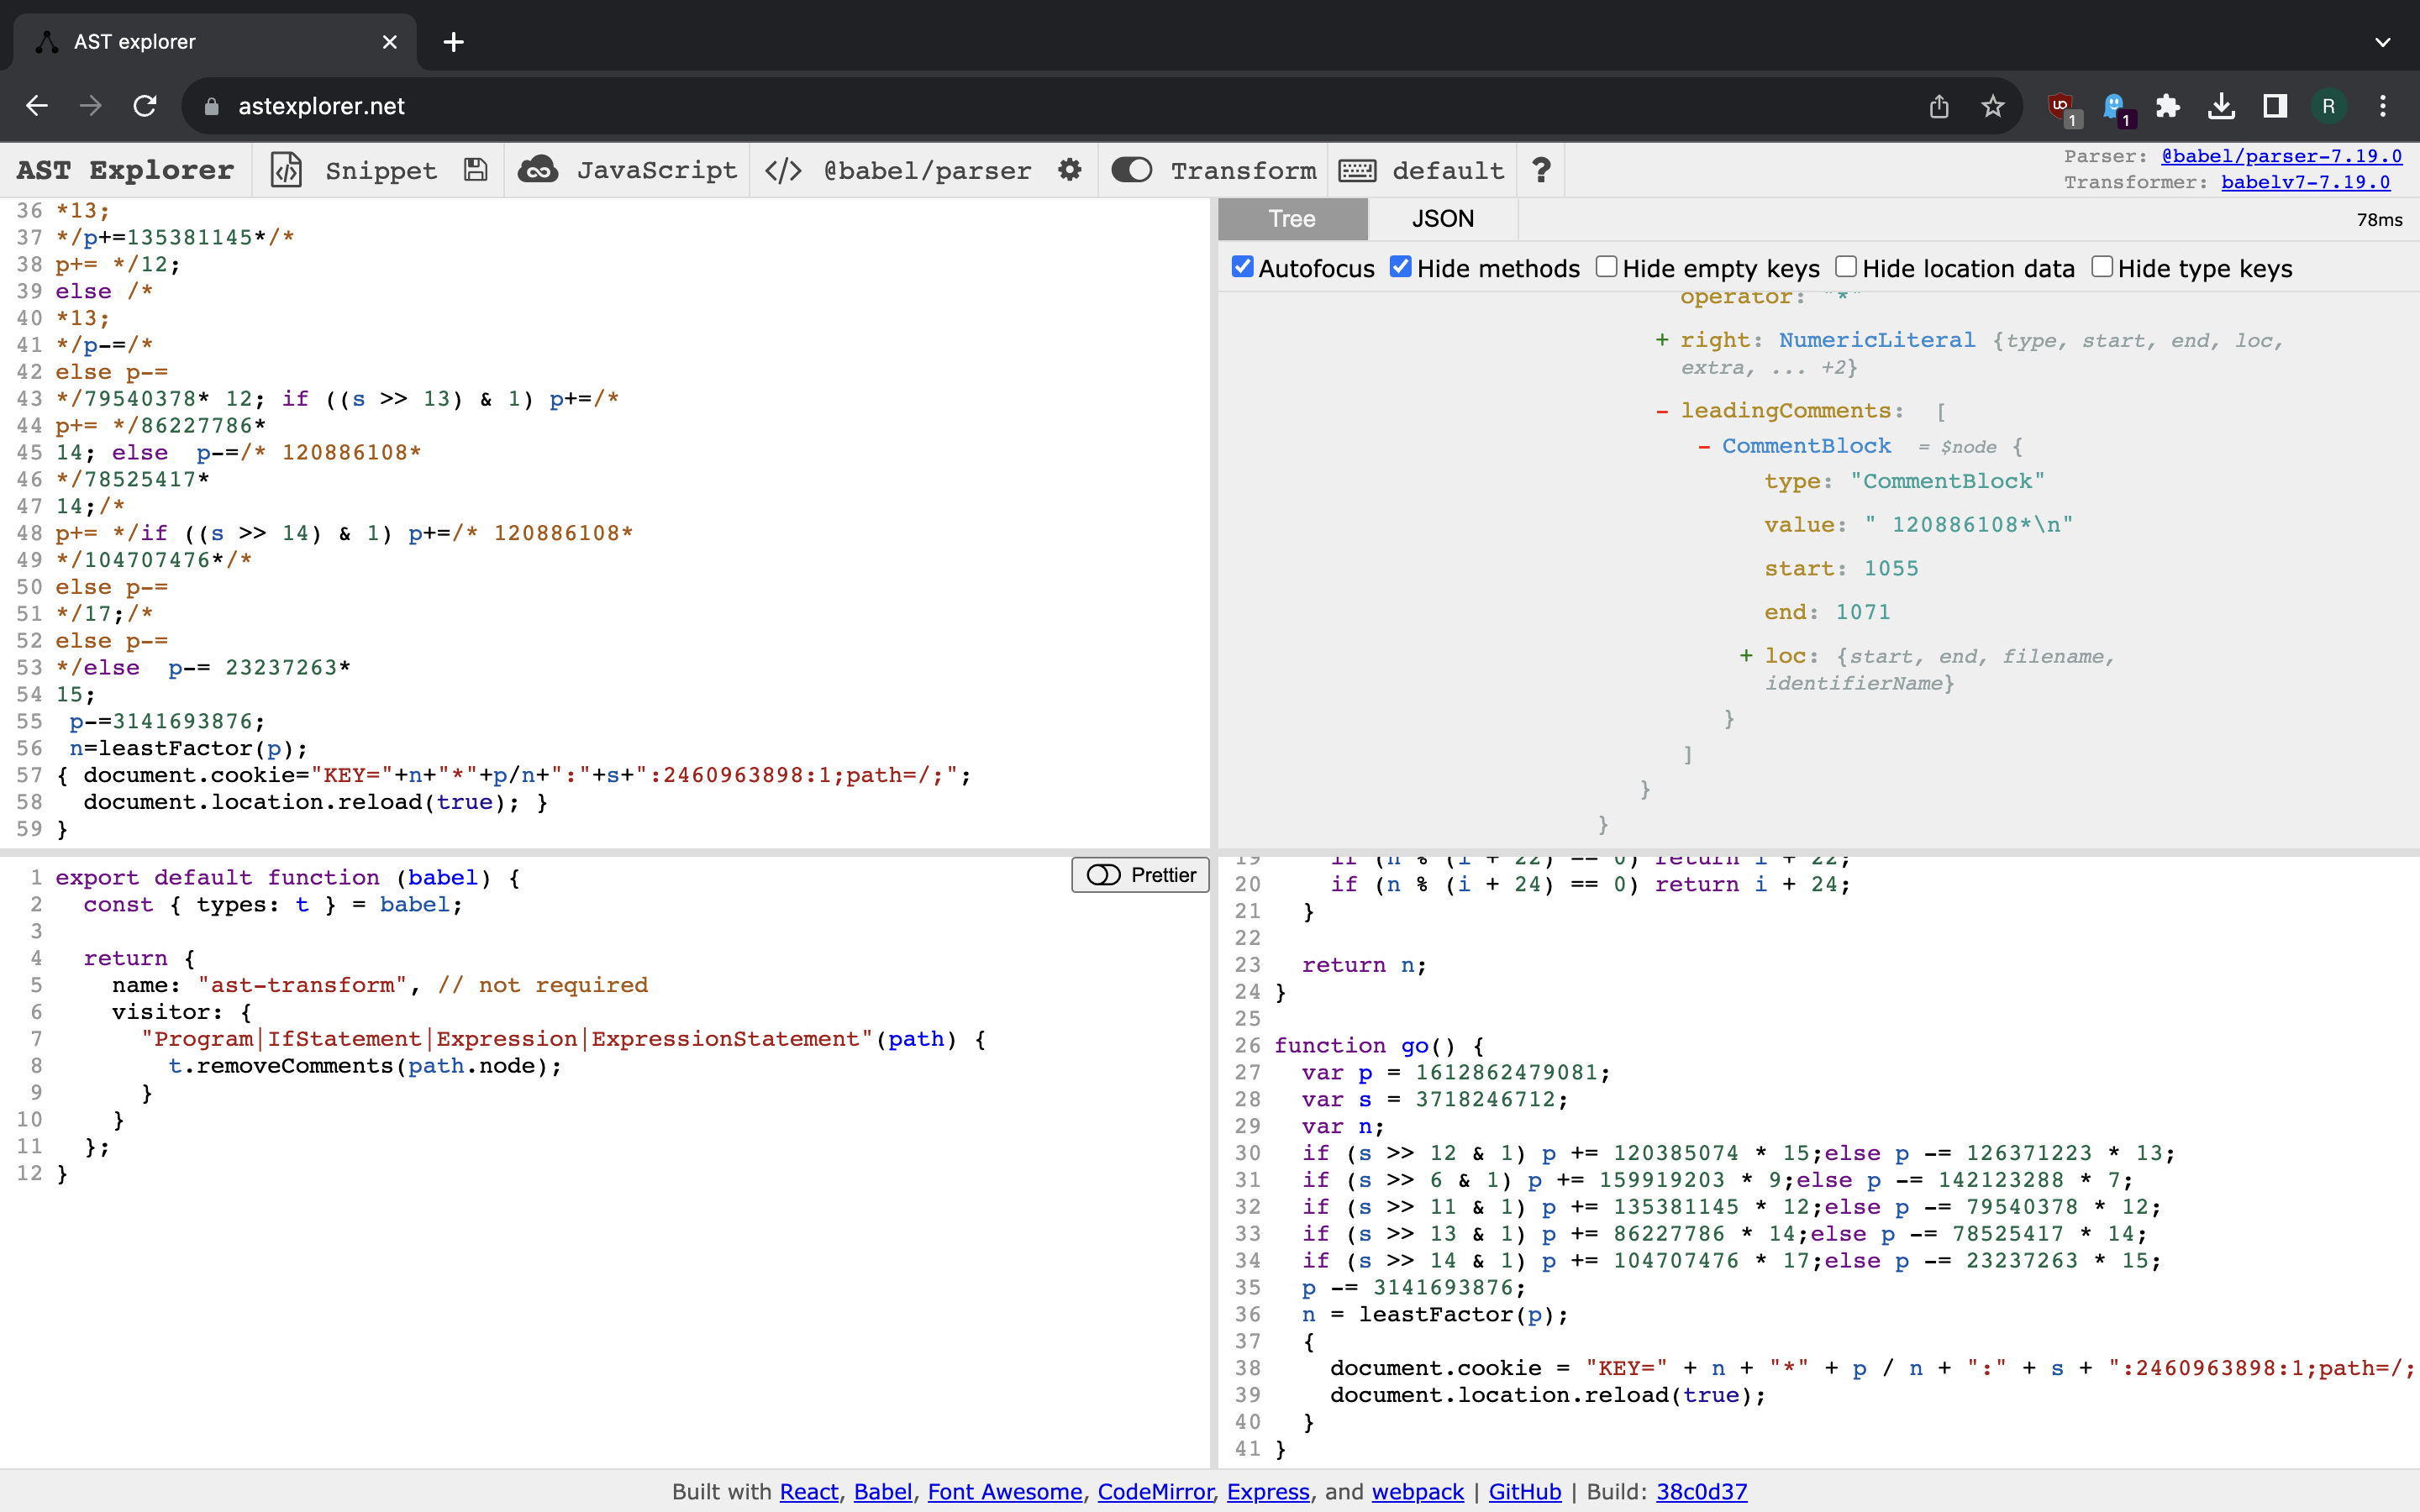 AST explorer
astexplorer.net
1
1
R
AST Explorer
Snippet
JavaScript
</> @babel/parser
Transform
default
?
Parser: @babel/parser-7.19.0
Transformer: babelv7-7.19.0
36 *13;
37 */p+=135381145*/*
38 p+= */12;
39 else /*
40 *13;
41 */p-=/*
42 else p-=
43 */79540378* 12; if ((s >> 13) & 1) p+=/*
44 p+= */86227786*
45 14; else  p-=/* 120886108*
46 */78525417*
47 14;/*
48 p+= */if ((s >> 14) & 1) p+=/* 120886108*
49 */104707476*/*
50 else p-=
51 */17;/*
52 else p-=
53 */else  p-= 23237263*
54 15;
55  p-=3141693876;
56  n=leastFactor(p);
57 { document.cookie="KEY="+n+"*"+p/n+":"+s+":2460963898:1;path=/;";
58   document.location.reload(true); }
59 }
Tree
JSON
78ms
Autofocus Hide methods Hide empty keys Hide location data Hide type keys
operator: "*"
+ right: NumericLiteral {type, start, end, loc,
extra, ... +2}
- leadingComments: [
- CommentBlock = $node {
type: "CommentBlock"
value: " 120886108*\n"
start: 1055
end: 1071
+ loc: {start, end, filename,
identifierName}
}
]
}
}
Prettier
1 export default function (babel) {
2   const { types: t } = babel;
3
4   return {
5     name: "ast-transform", // not required
6     visitor: {
7       "Program|IfStatement|Expression|ExpressionStatement"(path) {
8         t.removeComments(path.node);
9       }
10     }
11   };
12 }
19     if (n % (i + 22) == 0) return i + 22;
20     if (n % (i + 24) == 0) return i + 24;
21   }
22
23   return n;
24 }
25
26 function go() {
27   var p = 1612862479081;
28   var s = 3718246712;
29   var n;
30   if (s >> 12 & 1) p += 120385074 * 15;else p -= 126371223 * 13;
31   if (s >> 6 & 1) p += 159919203 * 9;else p -= 142123288 * 7;
32   if (s >> 11 & 1) p += 135381145 * 12;else p -= 79540378 * 12;
33   if (s >> 13 & 1) p += 86227786 * 14;else p -= 78525417 * 14;
34   if (s >> 14 & 1) p += 104707476 * 17;else p -= 23237263 * 15;
35   p -= 3141693876;
36   n = leastFactor(p);
37   {
38     document.cookie = "KEY=" + n + "*" + p / n + ":" + s + ":2460963898:1;path=/;
39     document.location.reload(true);
40   }
41 }
Built with React, Babel, Font Awesome, CodeMirror, Express, and webpack | GitHub | Build: 38c0d37